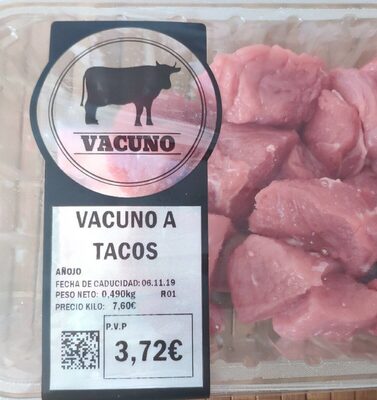 VACUNO
VACUNO A
TACOS
AÑOJO
FECHA DE CADUCIDAD: 06.11.19
PESO NETO: 0,490kg R01
PRECIO KILO: 7,60€
P.V.P
3,72€